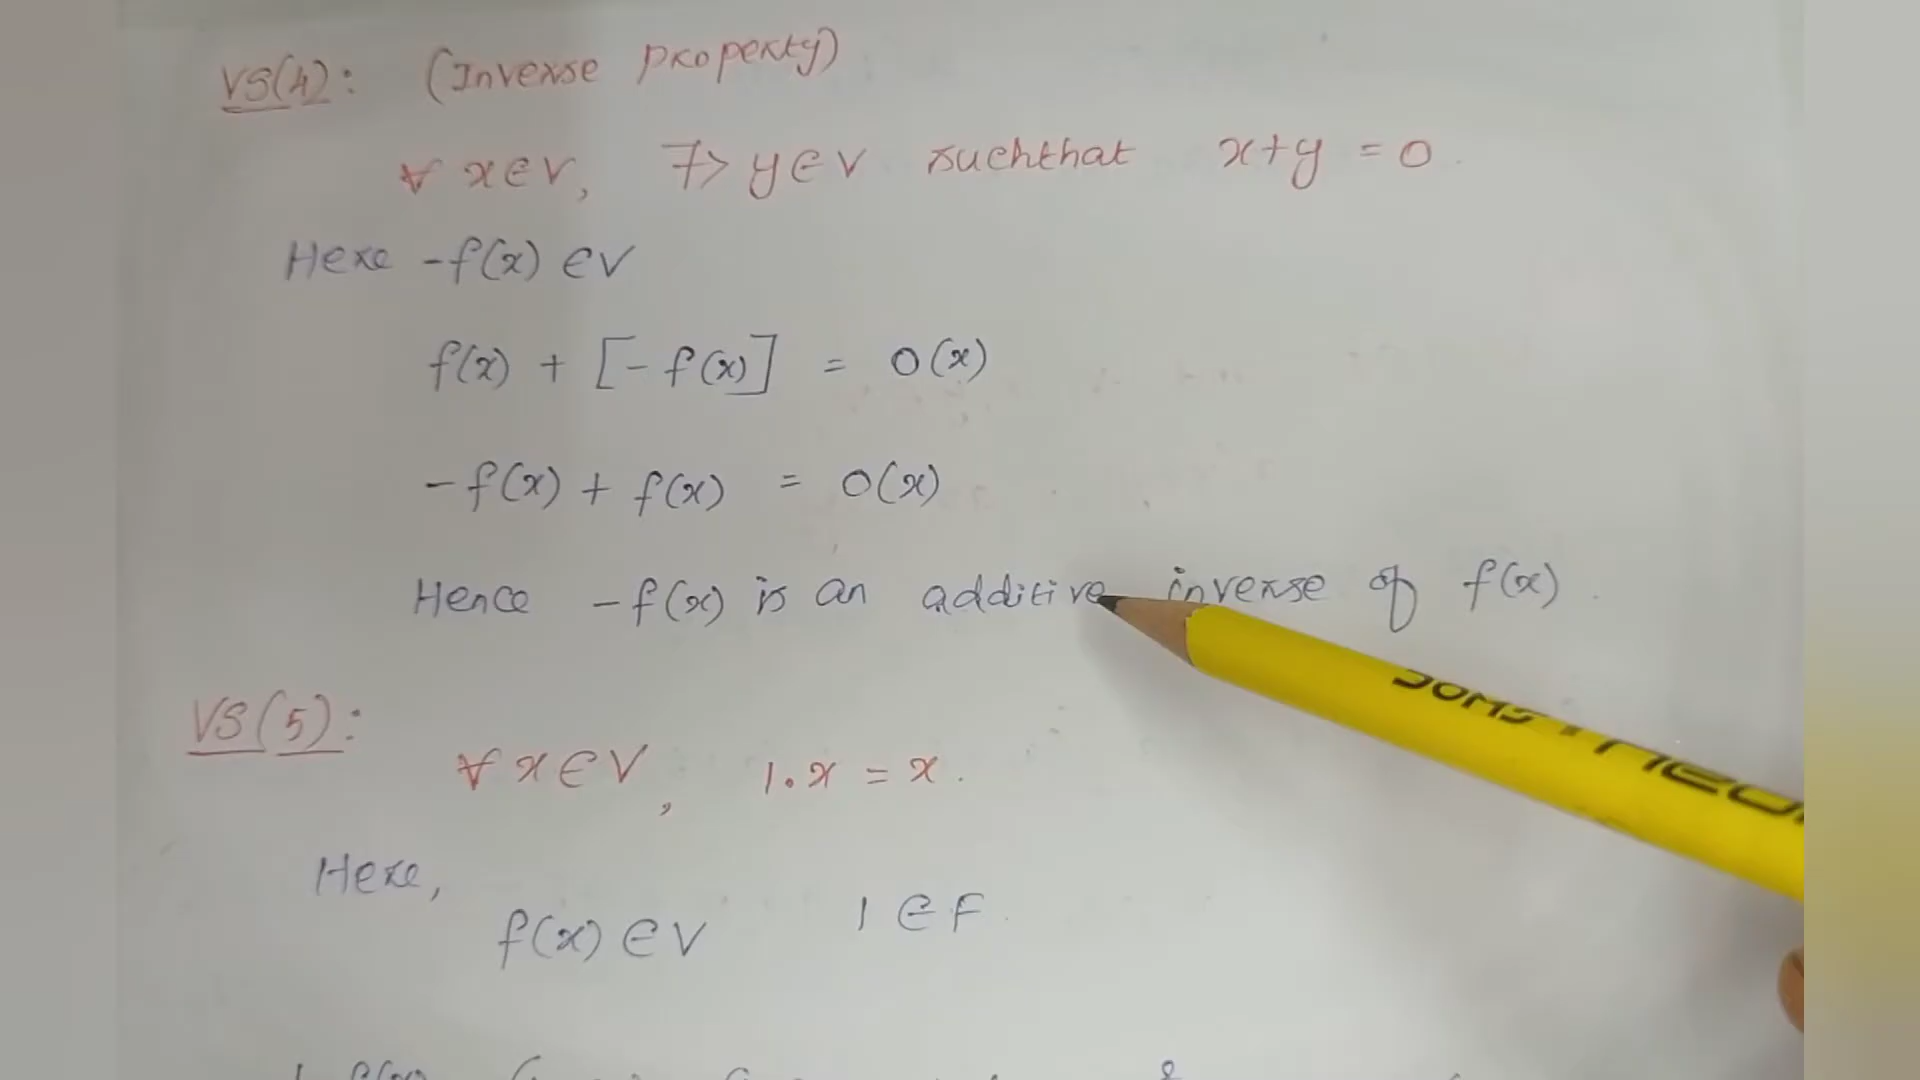 VS(4): (Inverse property)
∀ x∈V, ∃ y∈V suchthat x+y = 0.
Here -f(x) ∈V
f(x) + [-f(x)] = 0(x)
-f(x) + f(x) = 0(x)
Hence -f(x) is an additive inverse of f(x).
VS(5):
∀ x∈V, 1.x = x.
Here,
f(x) ∈ V 1 ∈ F